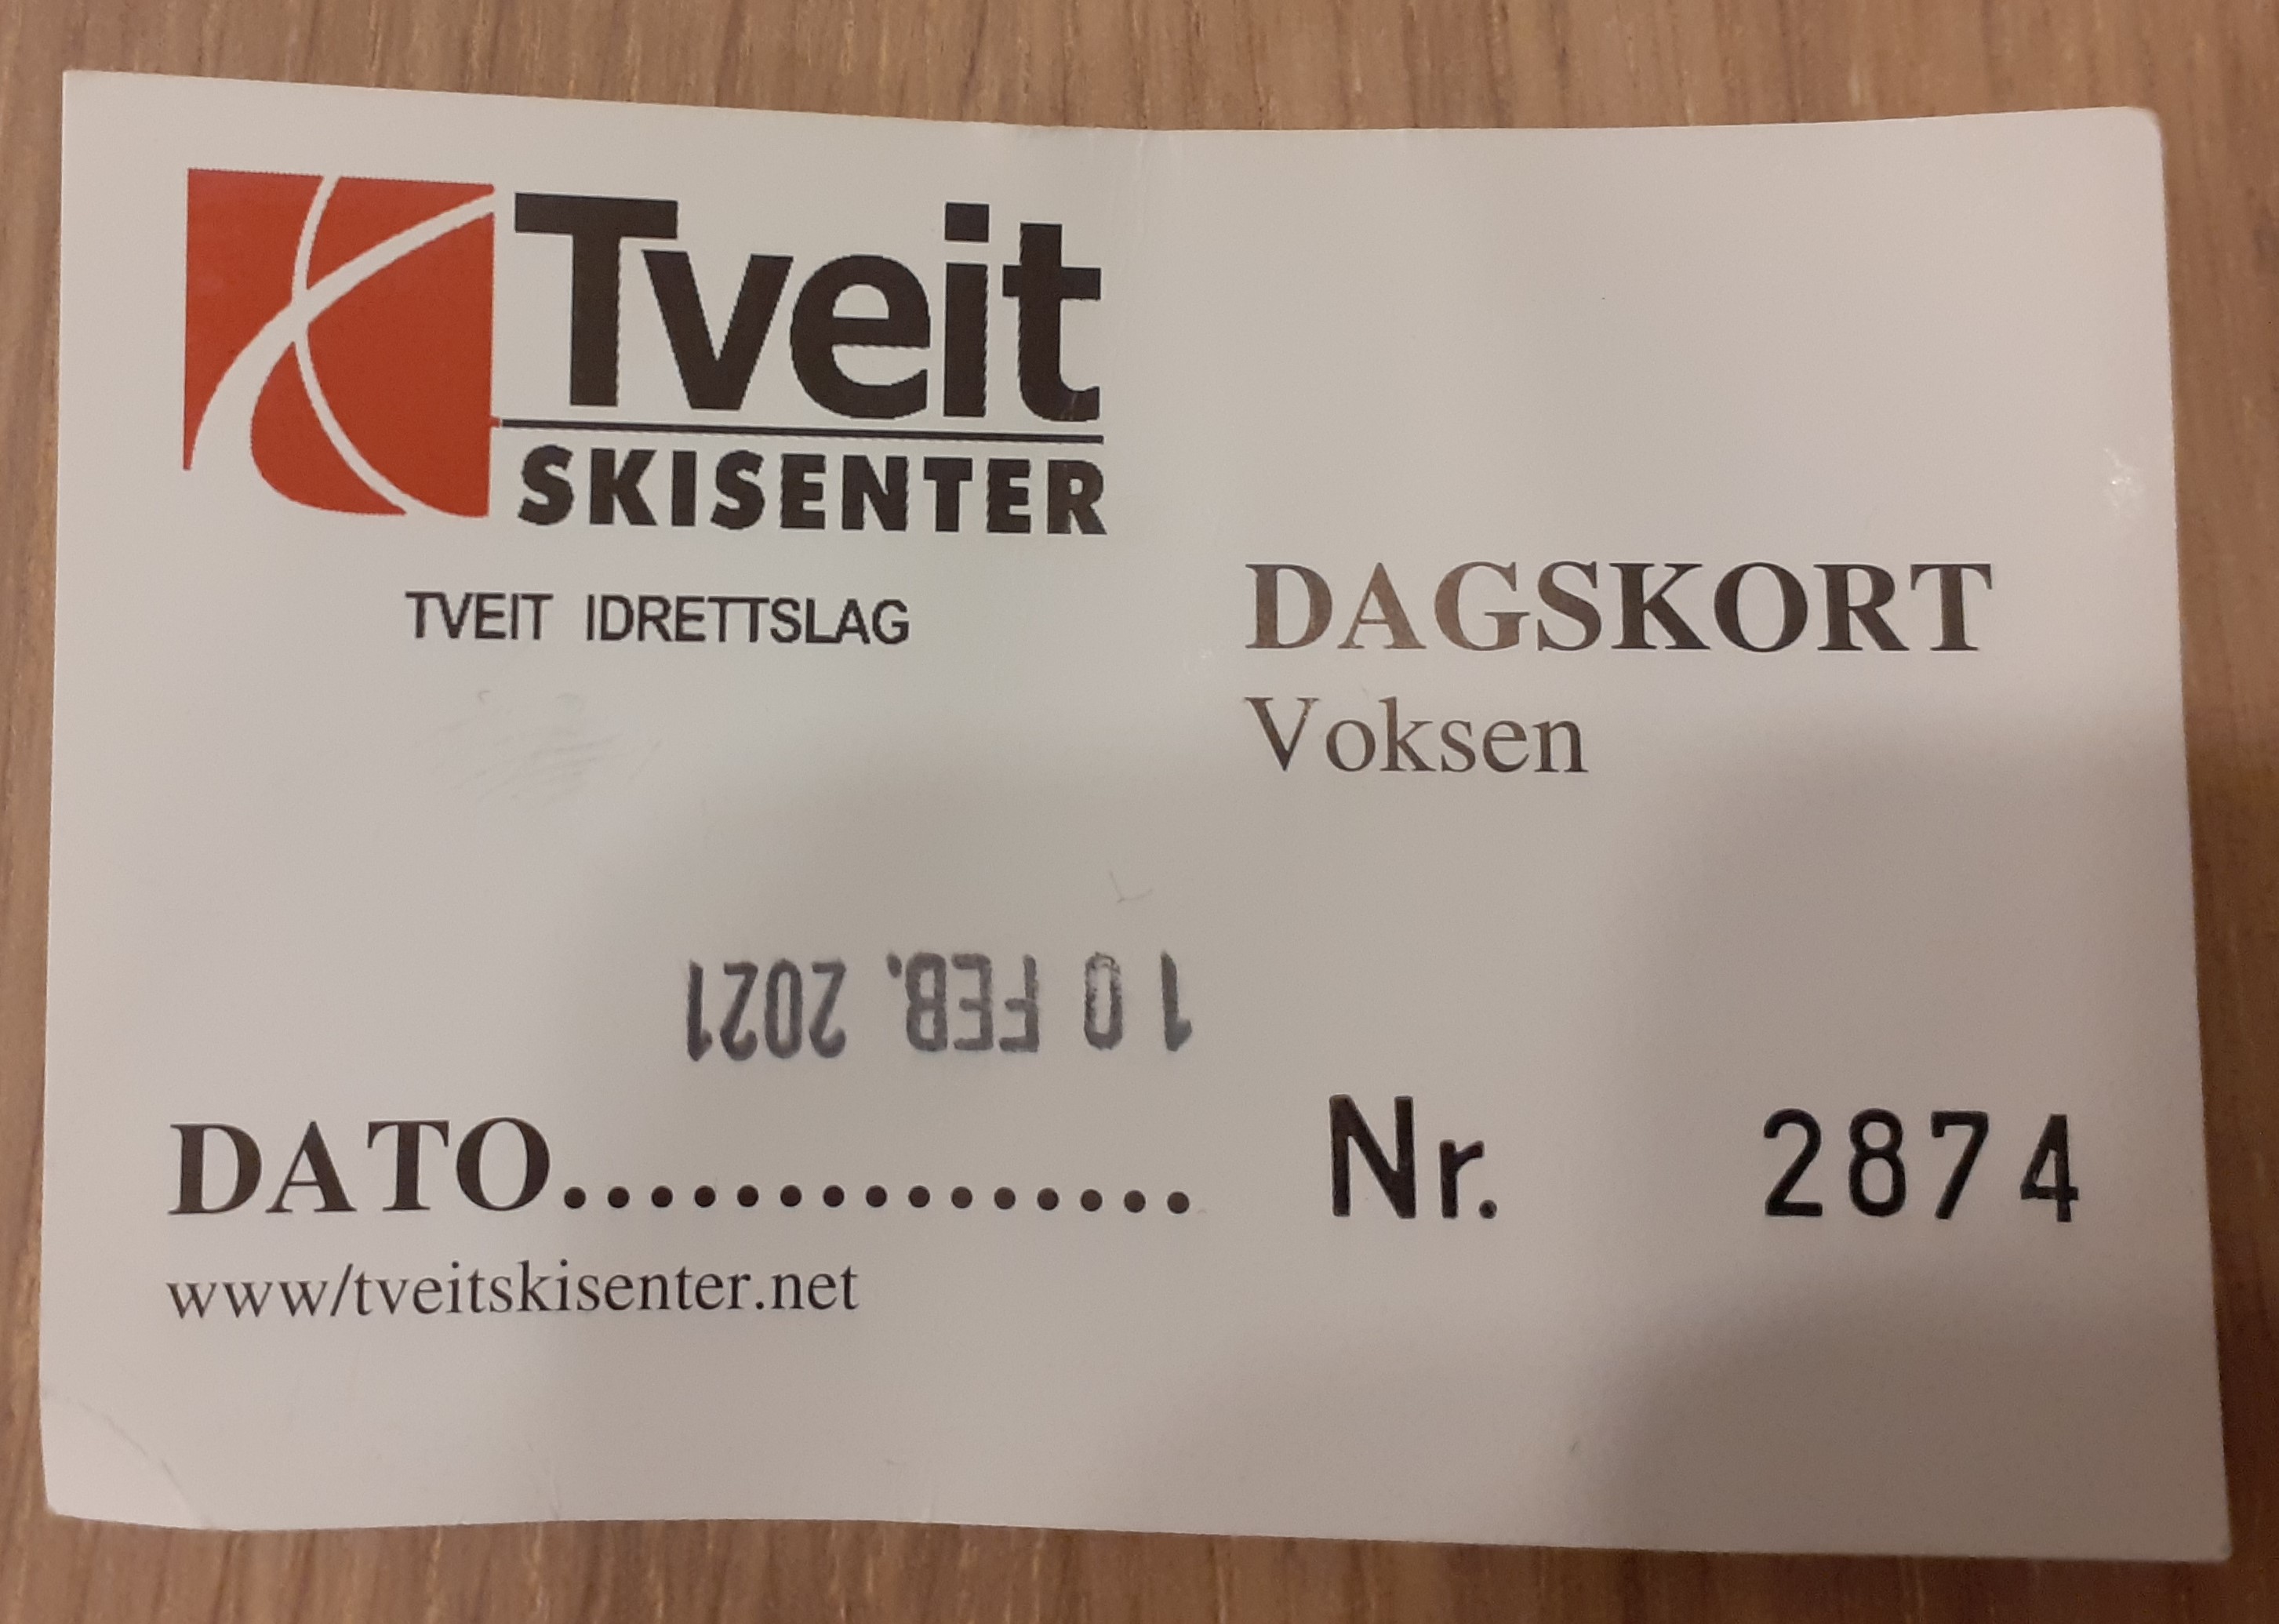 Tveit
SKISENTER
TVEIT IDRETTSLAG
DAGSKORT
Voksen
10 FEB. 2021
DATO............... Nr. 2874
www/tveitskisenter.net